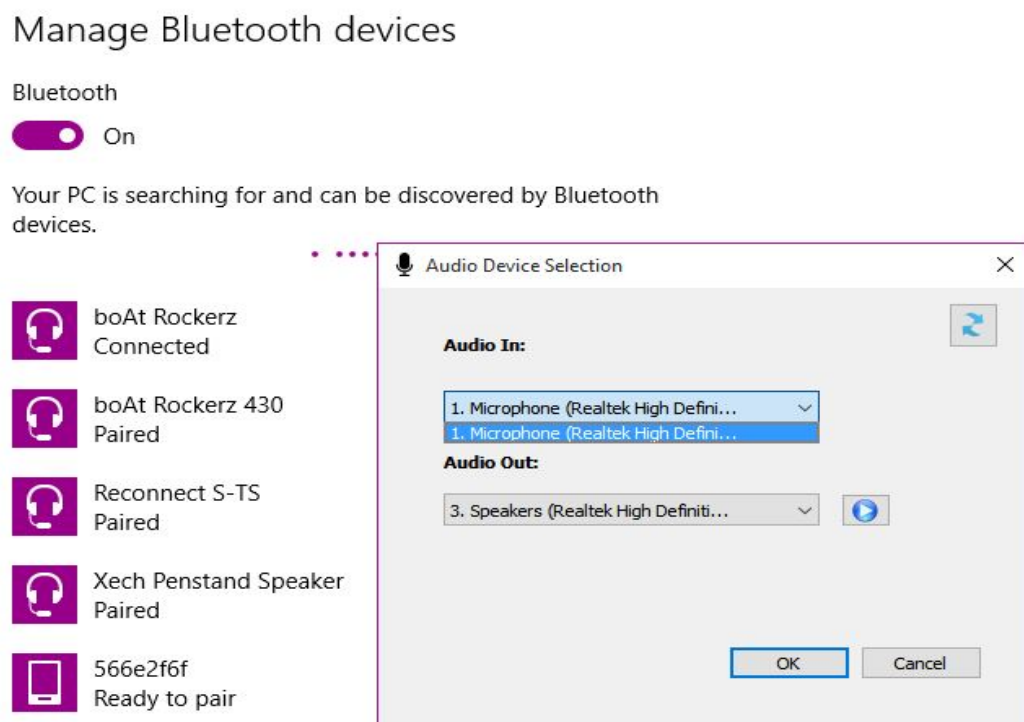 Manage Bluetooth devices
Bluetooth
On
Your PC is searching for and can be discovered by Bluetooth
devices.
boAt Rockerz
Connected
boAt Rockerz 430
Paired
Reconnect S-TS
Paired
Xech Penstand Speaker
Paired
566e2f6f
Ready to pair
Audio Device Selection
Audio In:
1. Microphone (Realtek High Defini...
1. Microphone (Realtek High Defini...
Audio Out:
3. Speakers (Realtek High Definiti...
OK
Cancel